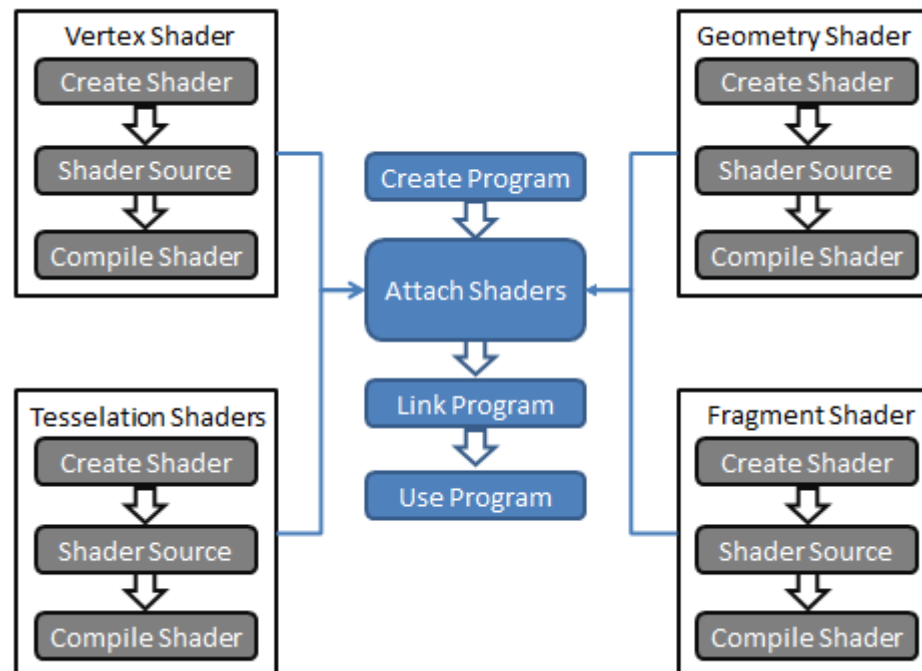 Vertex Shader
Create Shader
Shader Source
Compile Shader
Tesselation Shaders
Create Shader
Shader Source
Compile Shader
Create Program
Attach Shaders
Link Program
Use Program
Geometry Shader
Create Shader
Shader Source
Compile Shader
Fragment Shader
Create Shader
Shader Source
Compile Shader